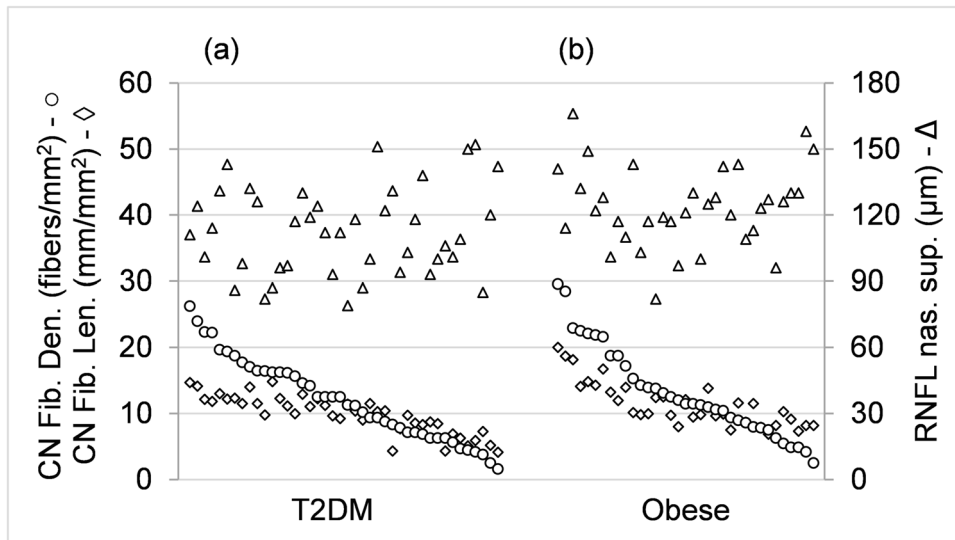 (a)
(b)
CN Fib. Den. (fibers/mm²) - ○
CN Fib. Len. (mm/mm²) - ◇
60
50
40
30
20
10
0
180
150
120
90
60
30
0
RNFL nas. sup. (μm) - Δ
T2DM
Obese